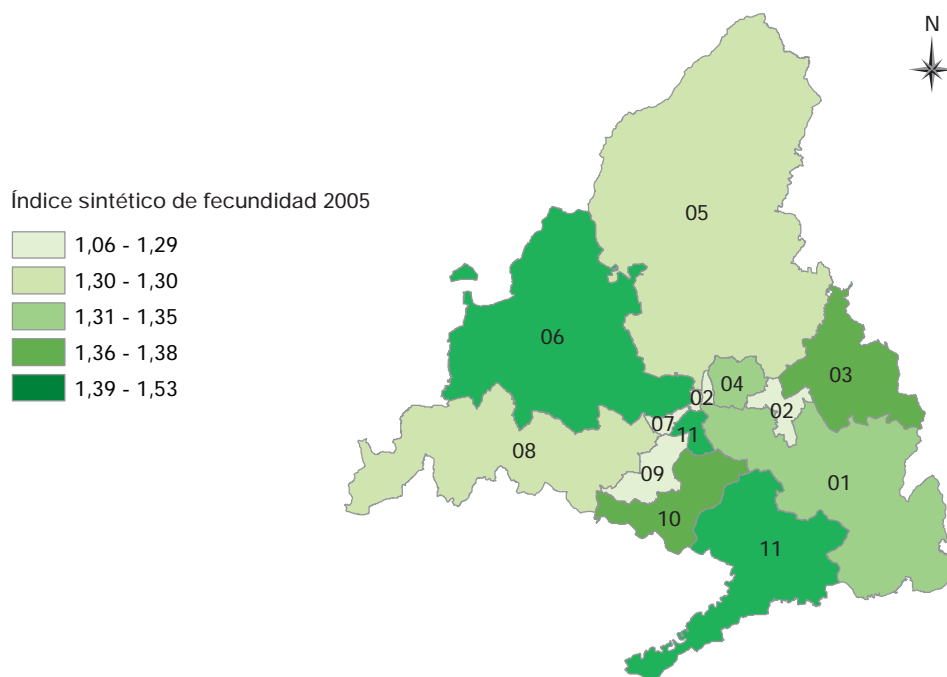 N
Índice sintético de fecundidad 2005
1,06 - 1,29
1,30 - 1,30
1,31 - 1,35
1,36 - 1,38
1,39 - 1,53
05
06
03
04
02
02
07
11
08
09
01
10
11